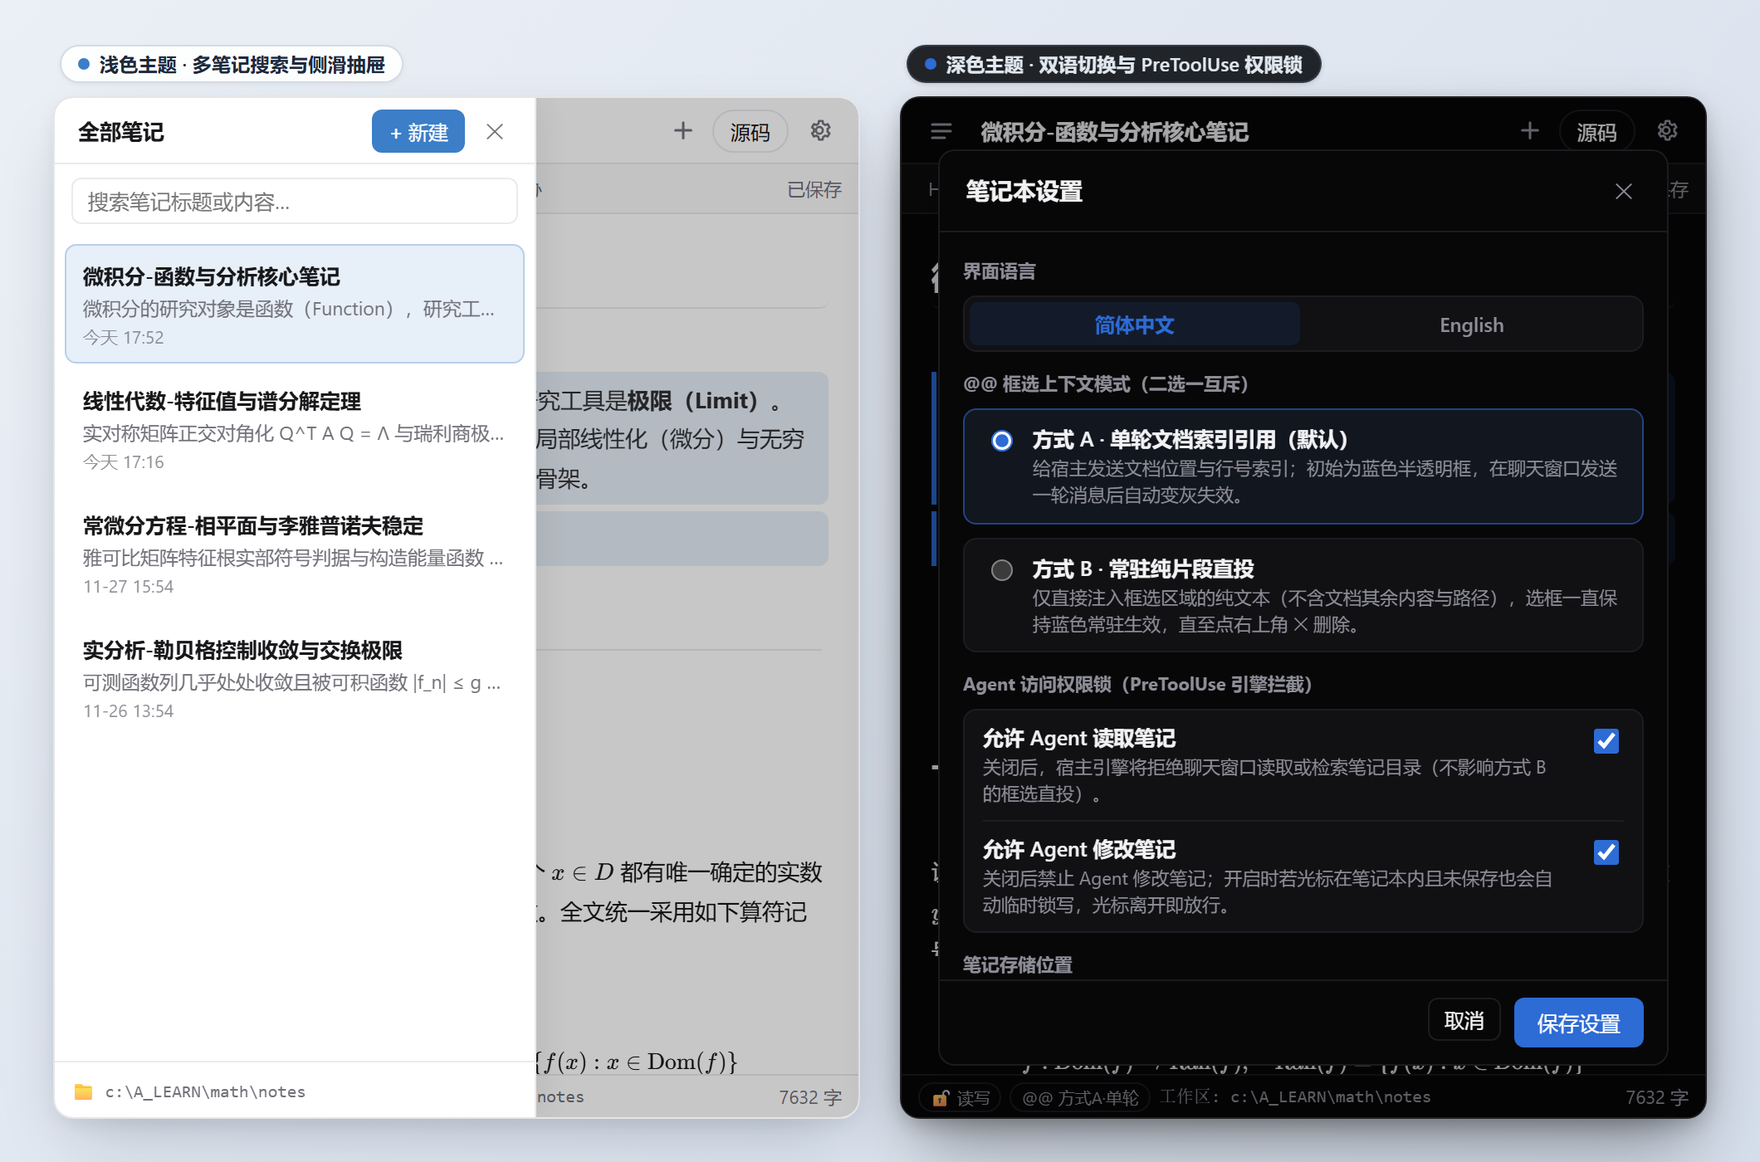 浅色主题 · 多笔记搜索与侧滑抽屉
全部笔记
+ 新建
源码
已保存
搜索笔记标题或内容...
微积分-函数与分析核心笔记
微积分的研究对象是函数（Function），研究工...
今天 17:52
线性代数-特征值与谱分解定理
实对称矩阵正交对角化 Q^T A Q = Λ 与瑞利商极...
今天 17:16
常微分方程-相平面与李雅普诺夫稳定
雅可比矩阵特征根实部符号判据与构造能量函数 ...
11-27 15:54
实分析-勒贝格控制收敛与交换极限
可测函数列几乎处处收敛且被可积函数 |f_n| ≤ g ...
11-26 13:54
究工具是极限（Limit）。
局部线性化（微分）与无穷
骨架。
x ∈ D 都有唯一确定的实数
。全文统一采用如下算符记
{f(x) : x ∈ Dom(f)}
c:\A_LEARN\math\notes
notes
7632 字
深色主题 · 双语切换与 PreToolUse 权限锁
微积分-函数与分析核心笔记
源码
存
笔记本设置
界面语言
简体中文
English
@@ 框选上下文模式（二选一互斥）
方式 A · 单轮文档索引引用（默认）
给宿主发送文档位置与行号索引；初始为蓝色半透明框，在聊天窗口发送
一轮消息后自动变灰失效。
方式 B · 常驻纯片段直投
仅直接注入框选区域的纯文本（不含文档其余内容与路径），选框一直保
持蓝色常驻生效，直至点右上角 ✕ 删除。
Agent 访问权限锁（PreToolUse 引擎拦截）
允许 Agent 读取笔记
关闭后，宿主引擎将拒绝聊天窗口读取或检索笔记目录（不影响方式 B
的框选直投）。
允许 Agent 修改笔记
关闭后禁止 Agent 修改笔记；开启时若光标在笔记本内且未保存也会自
动临时锁写，光标离开即放行。
笔记存储位置
取消
保存设置
读写
@@ 方式A·单轮
工作区: c:\A_LEARN\math\notes
7632 字